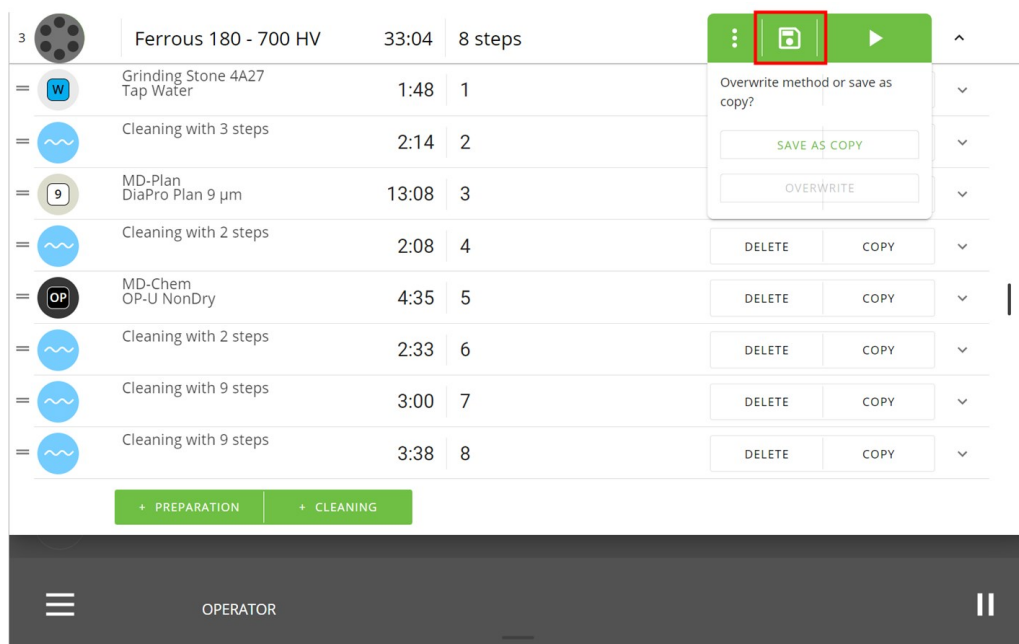 3 Ferrous 180 - 700 HV 33:04 8 steps
W Grinding Stone 4A27
Tap Water 1:48 1
Overwrite method or save as
copy?
Cleaning with 3 steps 2:14 2
SAVE AS COPY
9 MD-Plan
DiaPro Plan 9 µm 13:08 3
OVERWRITE
Cleaning with 2 steps 2:08 4 DELETE COPY
OP MD-Chem
OP-U NonDry 4:35 5 DELETE COPY
Cleaning with 2 steps 2:33 6 DELETE COPY
Cleaning with 9 steps 3:00 7 DELETE COPY
Cleaning with 9 steps 3:38 8 DELETE COPY
+ PREPARATION + CLEANING
OPERATOR